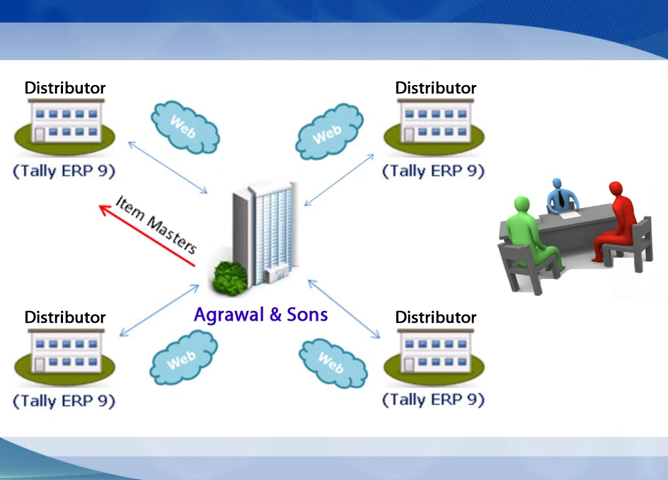 Distributor
Distributor
Web
Web
(Tally ERP 9)
(Tally ERP 9)
Item Masters
Agrawal & Sons
Distributor
Distributor
Web
Web
(Tally ERP 9)
(Tally ERP 9)